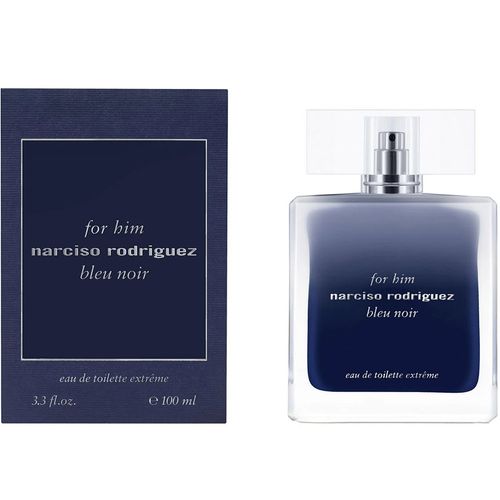 for him
narciso rodriguez
bleu noir
eau de toilette extrême
3.3 fl.oz. ℮ 100 ml
for him
narciso rodriguez
bleu noir
eau de toilette extrême